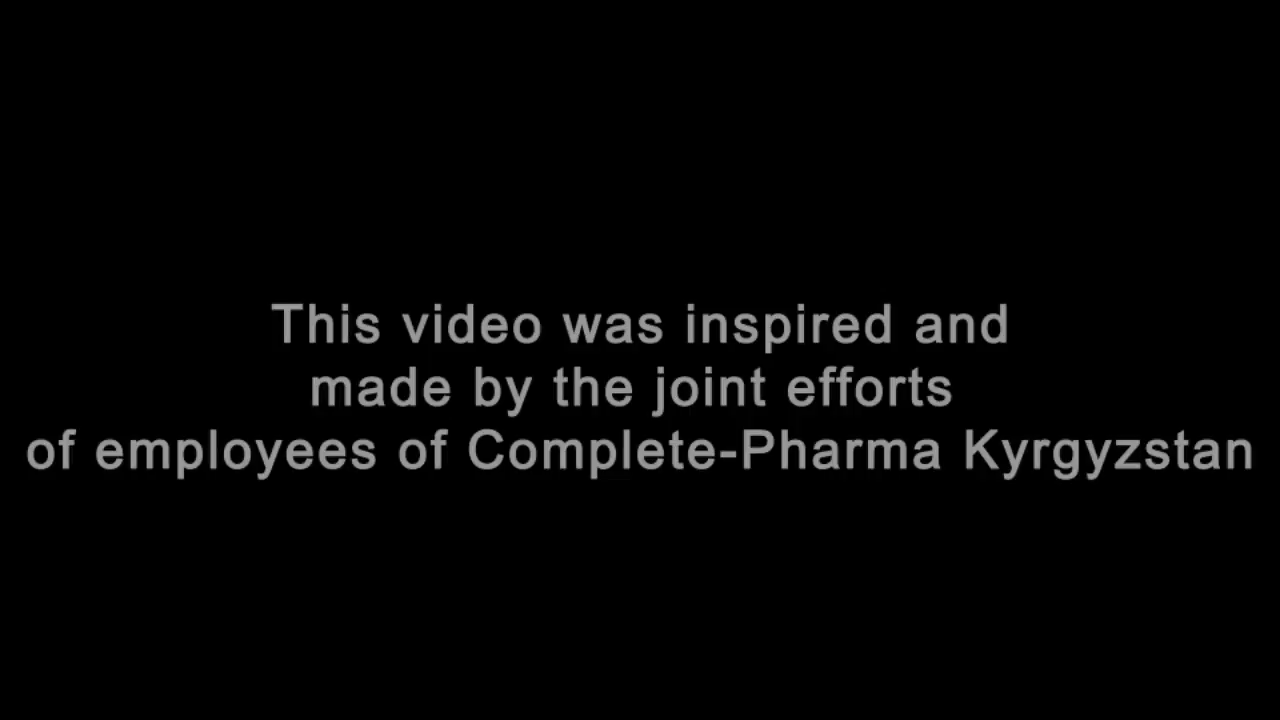 This video was inspired and
made by the joint efforts
of employees of Complete-Pharma Kyrgyzstan